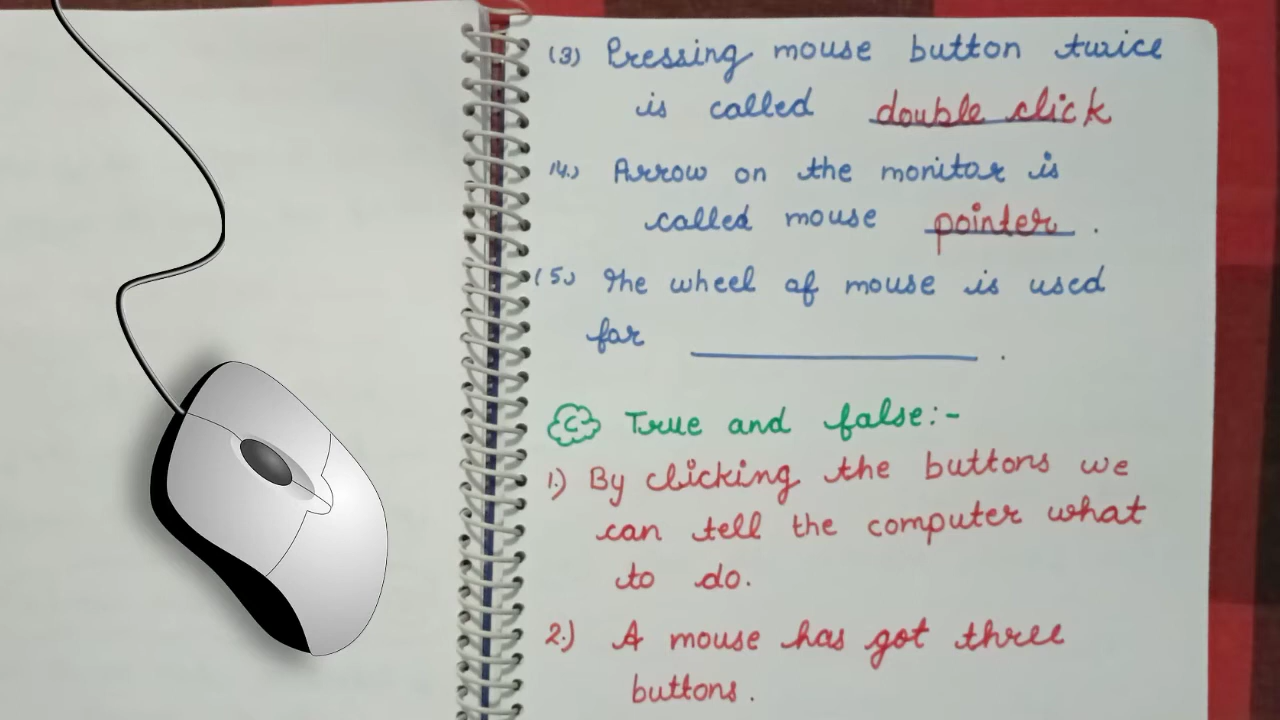 (3) Pressing mouse button twice
is called double click
14.) Arrow on the monitor is
called mouse pointer .
(5.) The wheel of mouse is used
for __________ .
C True and false:-
1.) By clicking the buttons we
can tell the computer what
to do.
2.) A mouse has got three
buttons.